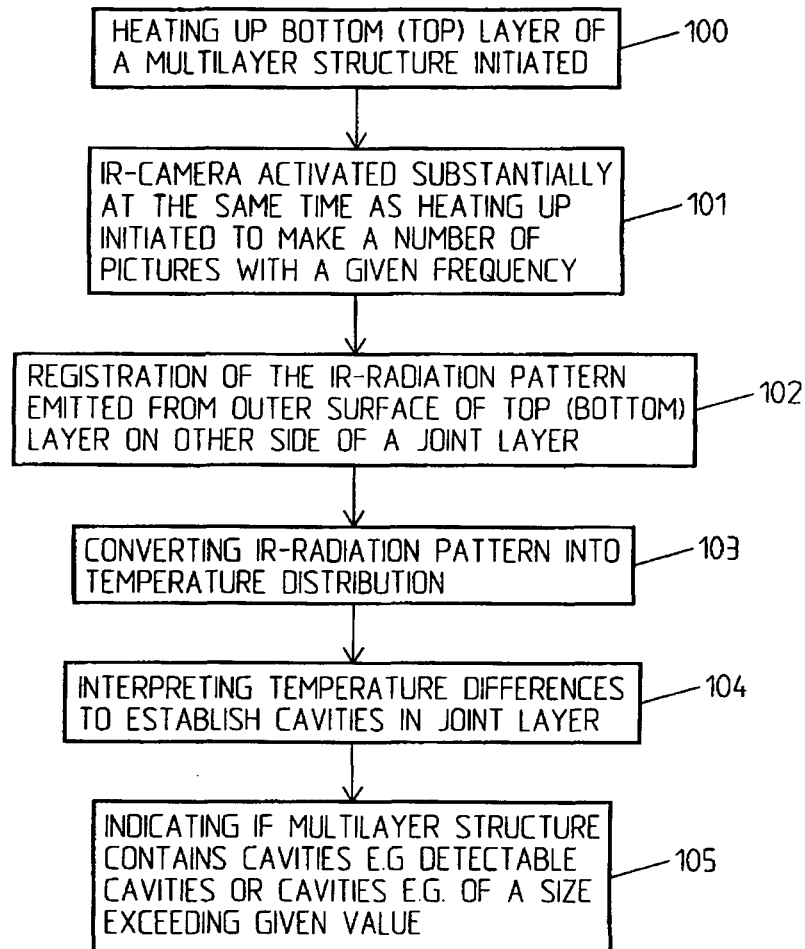 HEATING UP BOTTOM (TOP) LAYER OF
A MULTILAYER STRUCTURE INITIATED
100
IR-CAMERA ACTIVATED SUBSTANTIALLY
AT THE SAME TIME AS HEATING UP
INITIATED TO MAKE A NUMBER OF
PICTURES WITH A GIVEN FREQUENCY
101
REGISTRATION OF THE IR-RADIATION PATTERN
EMITTED FROM OUTER SURFACE OF TOP (BOTTOM)
LAYER ON OTHER SIDE OF A JOINT LAYER
102
CONVERTING IR-RADIATION PATTERN INTO
TEMPERATURE DISTRIBUTION
103
INTERPRETING TEMPERATURE DIFFERENCES
TO ESTABLISH CAVITIES IN JOINT LAYER
104
INDICATING IF MULTILAYER STRUCTURE
CONTAINS CAVITIES E.G DETECTABLE
CAVITIES OR CAVITIES E.G. OF A SIZE
EXCEEDING GIVEN VALUE
105